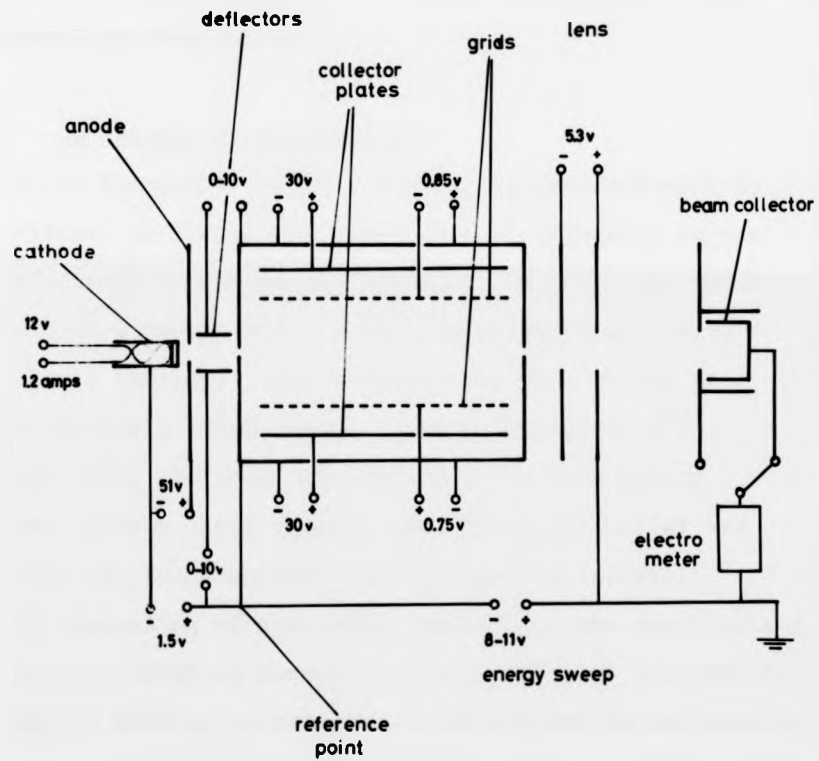 deflectors
lens
grids
collector
plates
anode
5.3v
- +
0-10v
30v
- +
0.85v
- +
beam collector
cathode
12v
1.2 amps
51v
- +
- +
30v
+ -
0.75v
electro
meter
0-10v
- +
1.5v
- +
8-11v
energy sweep
reference
point